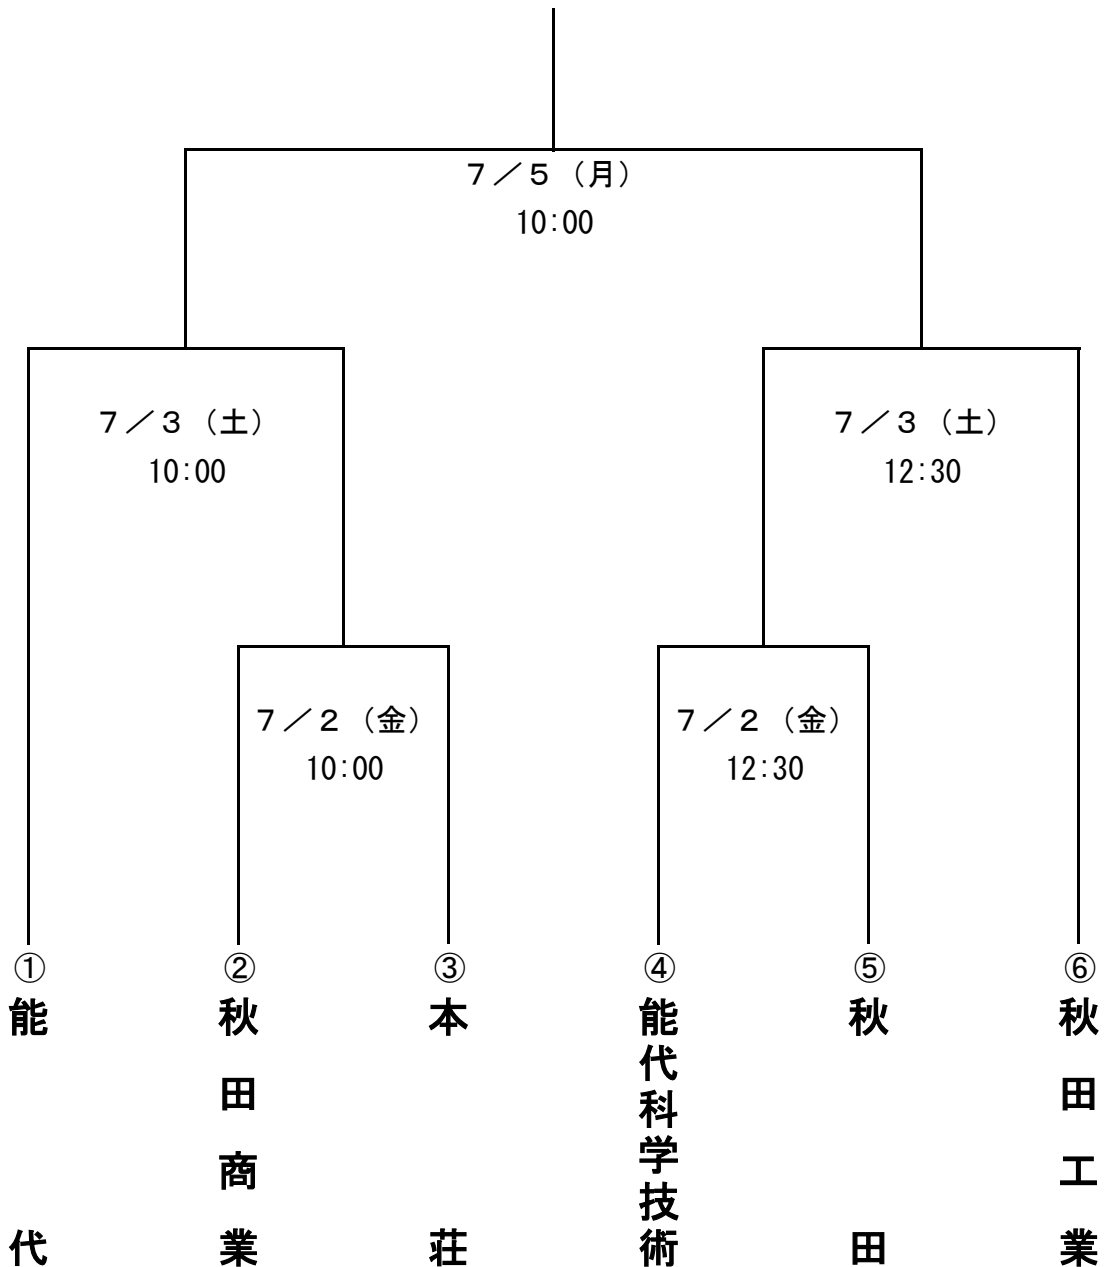 ７／５（月）
10:00
７／３（土）
10:00
７／３（土）
12:30
７／２（金）
10:00
７／２（金）
12:30
①
能代
②
秋田商業
③
本荘
④
能代科学技術
⑤
秋田
⑥
秋田工業